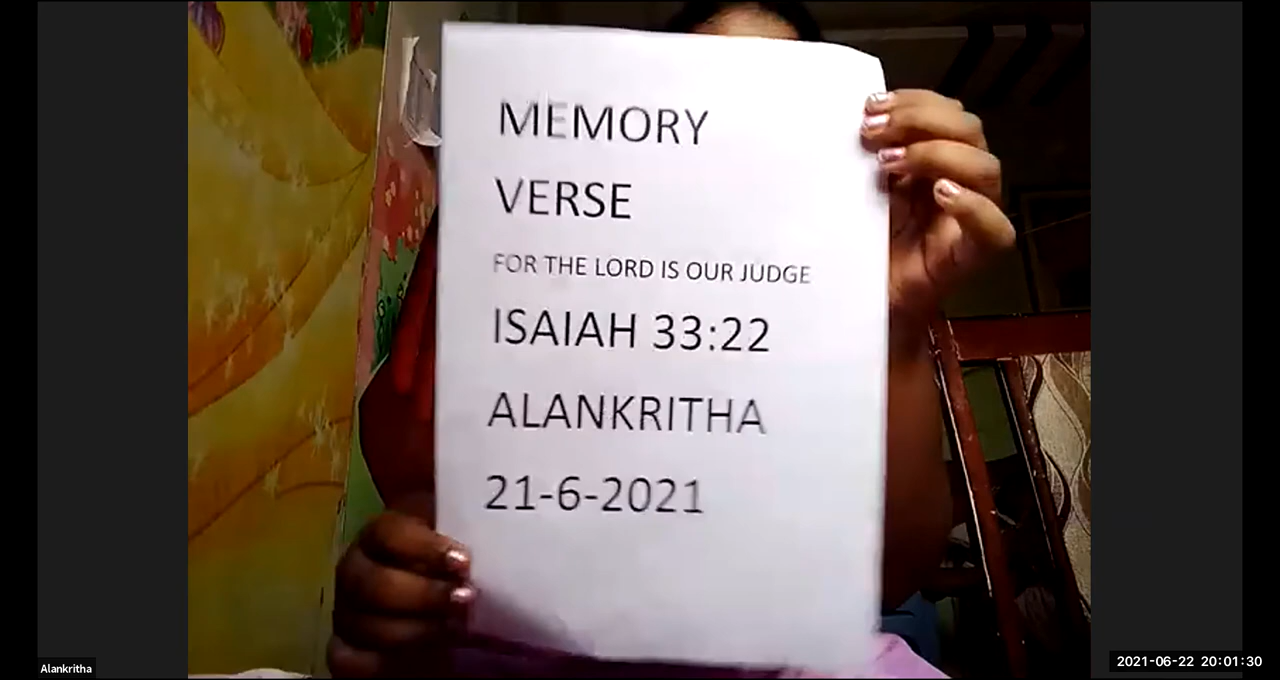 MEMORY
VERSE
FOR THE LORD IS OUR JUDGE
ISAIAH 33:22
ALANKRITHA
21-6-2021
Alankritha
2021-06-22 20:01:30